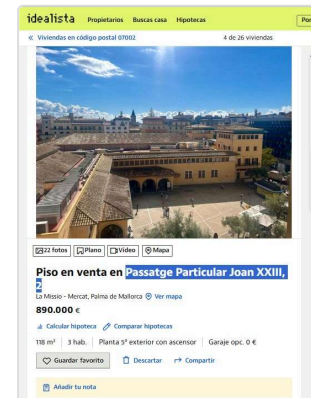 idealista Propietarios Buscas casa Hipotecas Por
« Viviendas en código postal 07002 4 de 26 viviendas
22 fotos Plano Vídeo Mapa
Piso en venta en Passatge Particular Joan XXIII,
2
La Missio - Mercat, Palma de Mallorca Ver mapa
890.000 €
Calcular hipoteca Comparar hipotecas
118 m² 3 hab. Planta 5ª exterior con ascensor Garaje opc. 0 €
Guardar favorito Descartar Compartir
Añadir tu nota